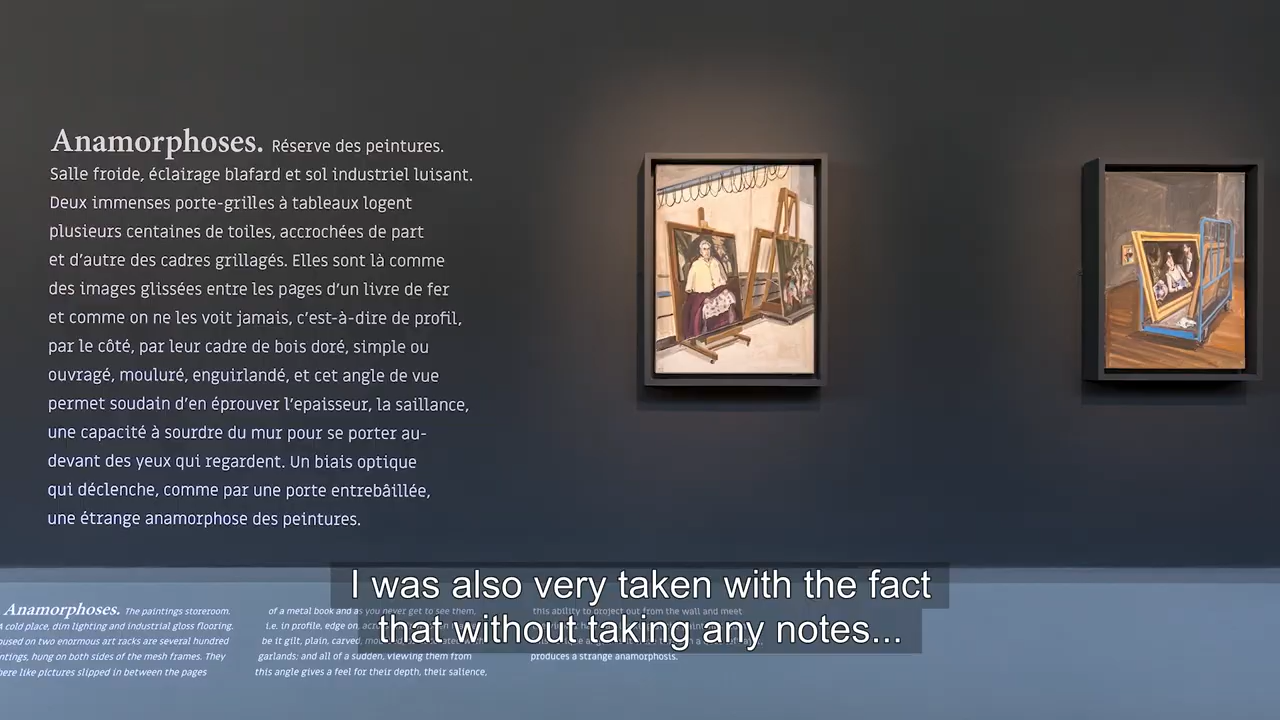 Anamorphoses. Réserve des peintures.
Salle froide, éclairage blafard et sol industriel luisant.
Deux immenses porte-grilles à tableaux logent
plusieurs centaines de toiles, accrochées de part
et d'autre des cadres grillagés. Elles sont là comme
des images glissées entre les pages d'un livre de fer
et comme on ne les voit jamais, c'est-à-dire de profil,
par le côté, par leur cadre de bois doré, simple ou
ouvragé, mouluré, enguirlandé, et cet angle de vue
permet soudain d'en éprouver l'epaisseur, la saillance,
une capacité à sourdre du mur pour se porter au-
devant des yeux qui regardent. Un biais optique
qui déclenche, comme par une porte entrebâillée,
une étrange anamorphose des peintures.
I was also very taken with the fact
that without taking any notes...
Anamorphoses. The paintings storeroom.
A cold place, dim lighting and industrial gloss flooring.
on two enormous art racks are several hundred
hung on both sides of the mesh frames. They
like pictures slipped in between the pages
of a metal book and as you never get to see them,
i.e. in profile, edge on,
be it gilt, plain, carved,
garlands: and all of a sudden, viewing them from
this angle gives a feel for their depth, their salience,
this ability to project out from the wall and meet
produces a strange anamorphosis.